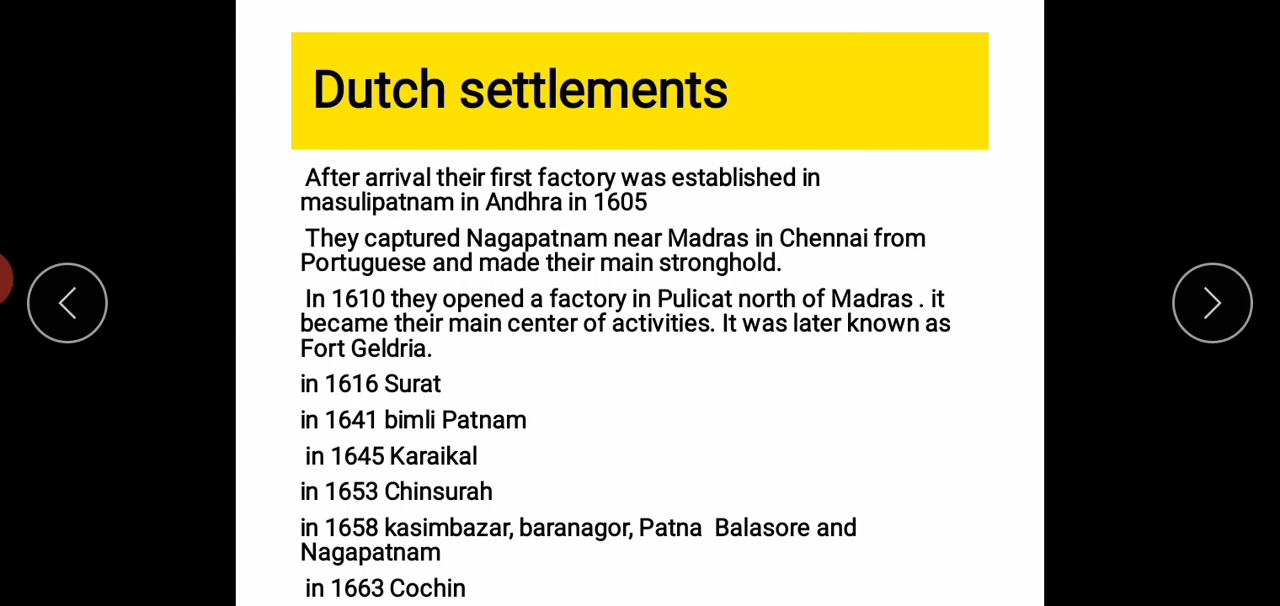 Dutch settlements
After arrival their first factory was established in
masulipatnam in Andhra in 1605
They captured Nagapatnam near Madras in Chennai from
Portuguese and made their main stronghold.
In 1610 they opened a factory in Pulicat north of Madras . it
became their main center of activities. It was later known as
Fort Geldria.
in 1616 Surat
in 1641 bimli Patnam
in 1645 Karaikal
in 1653 Chinsurah
in 1658 kasimbazar, baranagor, Patna  Balasore and
Nagapatnam
in 1663 Cochin